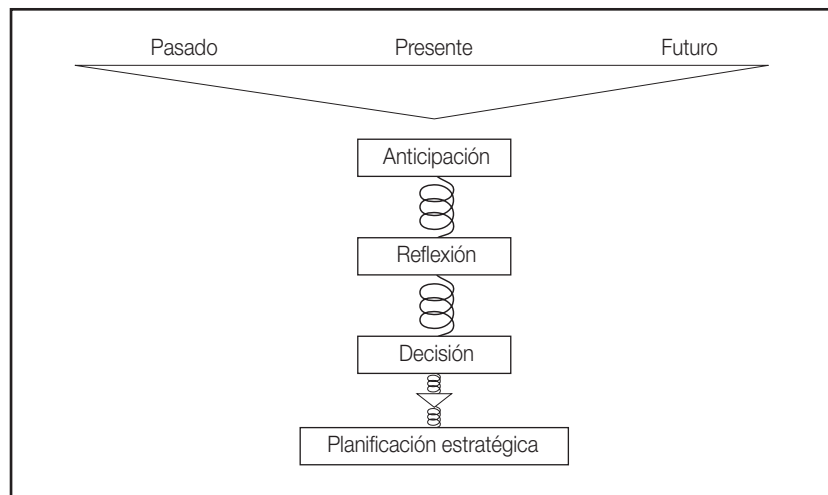 Pasado Presente Futuro
Anticipación
Reflexión
Decisión
Planificación estratégica